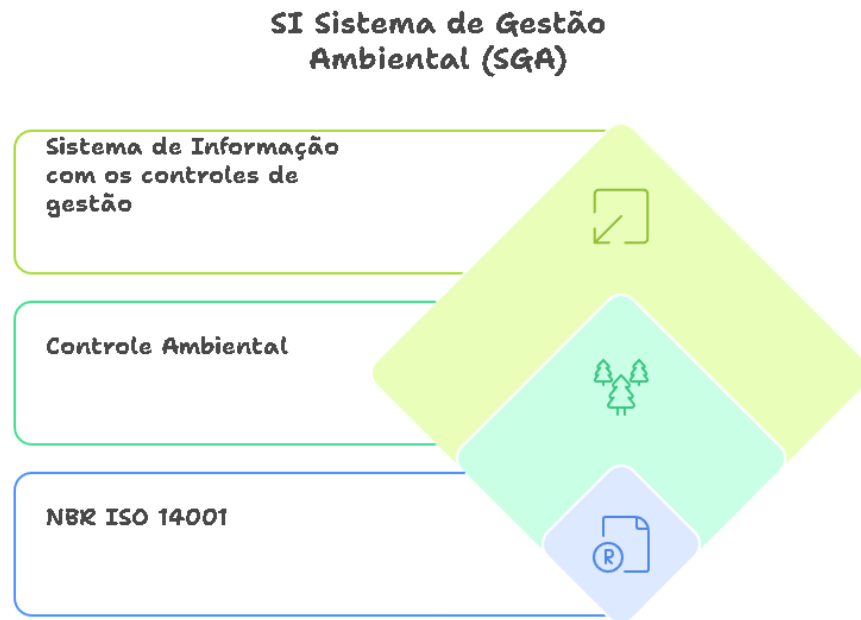 SI Sistema de Gestão
Ambiental (SGA)
Sistema de Informação
com os controles de
gestão
Controle Ambiental
NBR ISO 14001
R